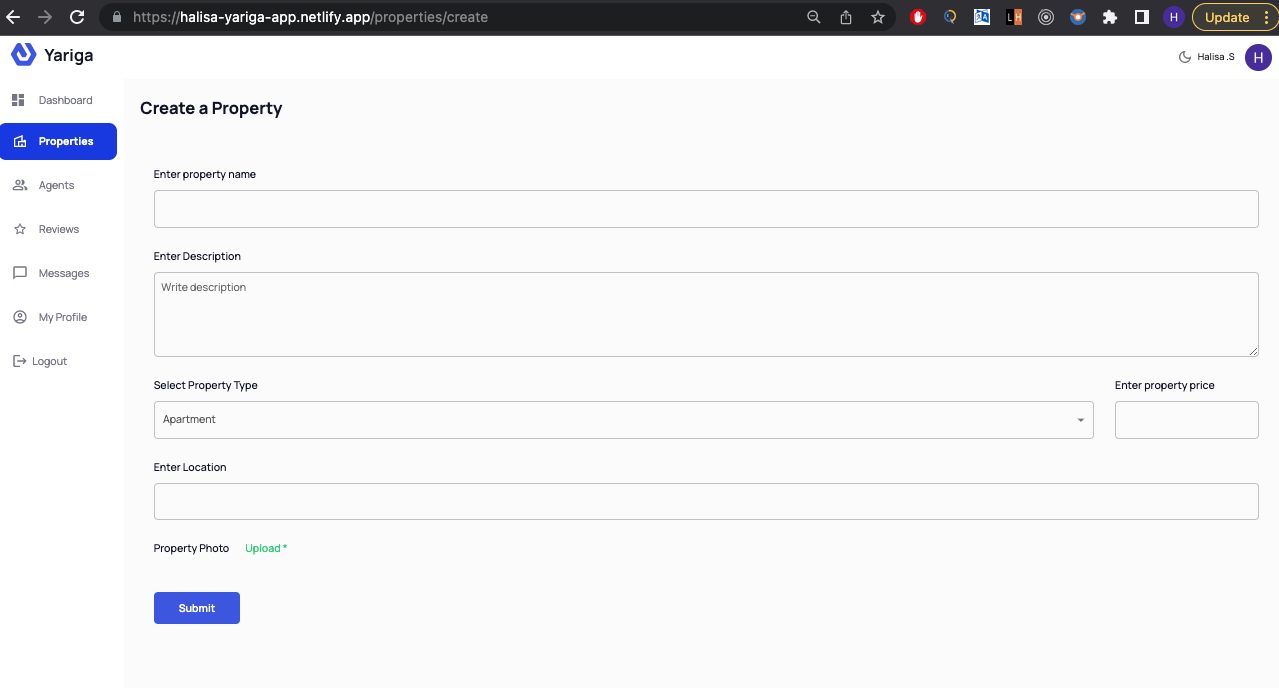 https://halisa-yariga-app.netlify.app/properties/create
H
Update
Yariga
Halisa .S
H
Dashboard
Create a Property
Properties
Enter property name
Agents
Reviews
Enter Description
Messages
Write description
My Profile
Logout
Select Property Type
Enter property price
Apartment
Enter Location
Property Photo Upload *
Submit